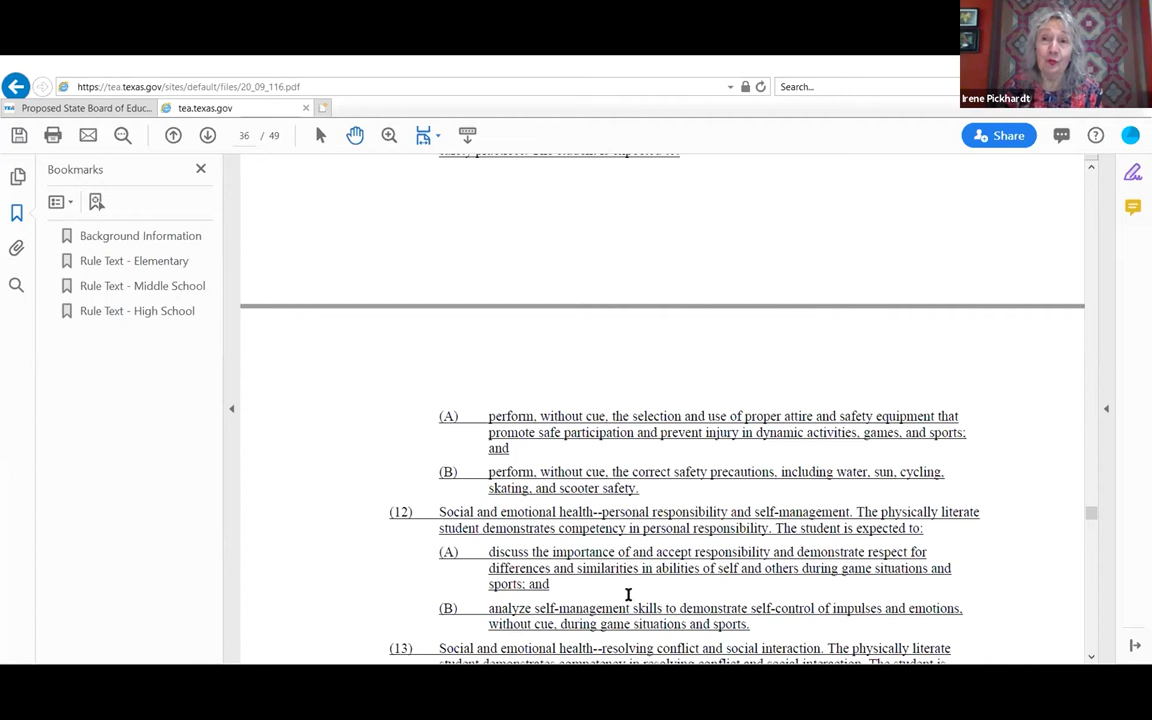 Irene Pickhardt
https://tea.texas.gov/sites/default/files/20_09_116.pdf
Search...
TEA Proposed State Board of Educ...
tea.texas.gov
36 / 49
Share
Bookmarks
Background Information
Rule Text - Elementary
Rule Text - Middle School
Rule Text - High School
safety practices. The student is expected to:
(A) perform, without cue, the selection and use of proper attire and safety equipment that
promote safe participation and prevent injury in dynamic activities, games, and sports;
and
(B) perform, without cue, the correct safety precautions, including water, sun, cycling,
skating, and scooter safety.
(12) Social and emotional health--personal responsibility and self-management. The physically literate
student demonstrates competency in personal responsibility. The student is expected to:
(A) discuss the importance of and accept responsibility and demonstrate respect for
differences and similarities in abilities of self and others during game situations and
sports; and
(B) analyze self-management skills to demonstrate self-control of impulses and emotions,
without cue, during game situations and sports.
(13) Social and emotional health--resolving conflict and social interaction. The physically literate
student demonstrates competency in resolving conflict and social interaction. The student is